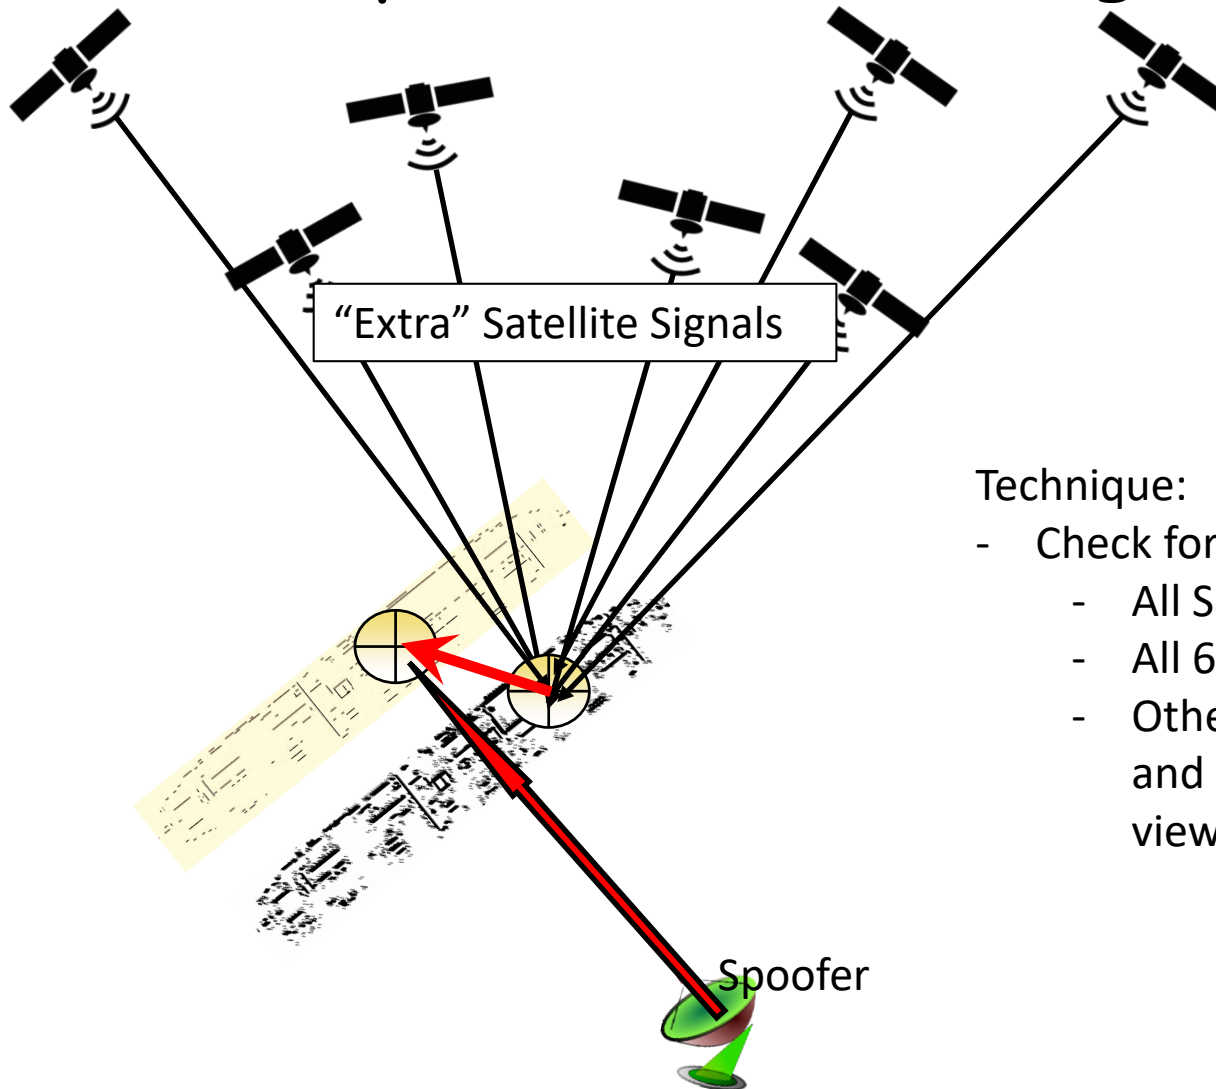 “Extra” Satellite Signals
Technique:
- Check for
- All S
- All 6
- Othe
and
view
Spoofer